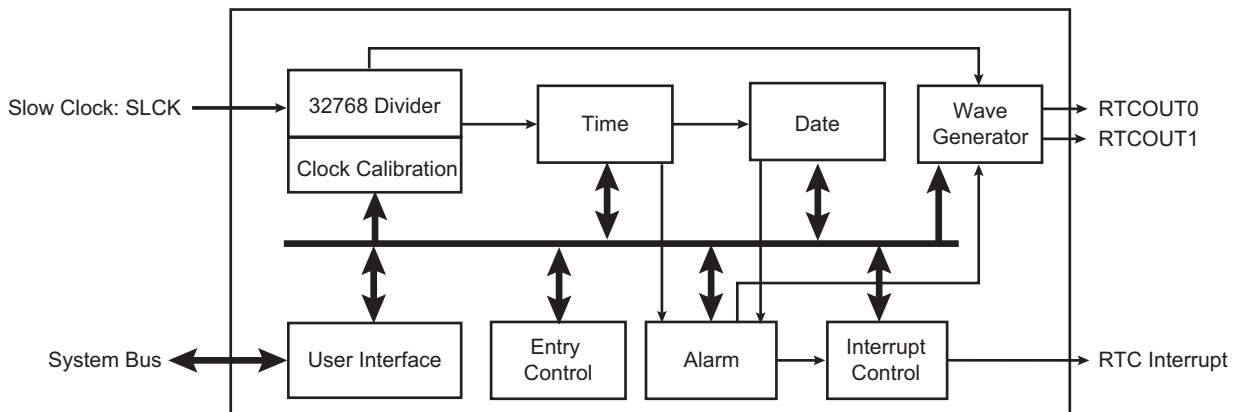 Slow Clock: SLCK
32768 Divider
Clock Calibration
Time
Date
Wave
Generator
RTCOUT0
RTCOUT1
System Bus
User Interface
Entry
Control
Alarm
Interrupt
Control
RTC Interrupt